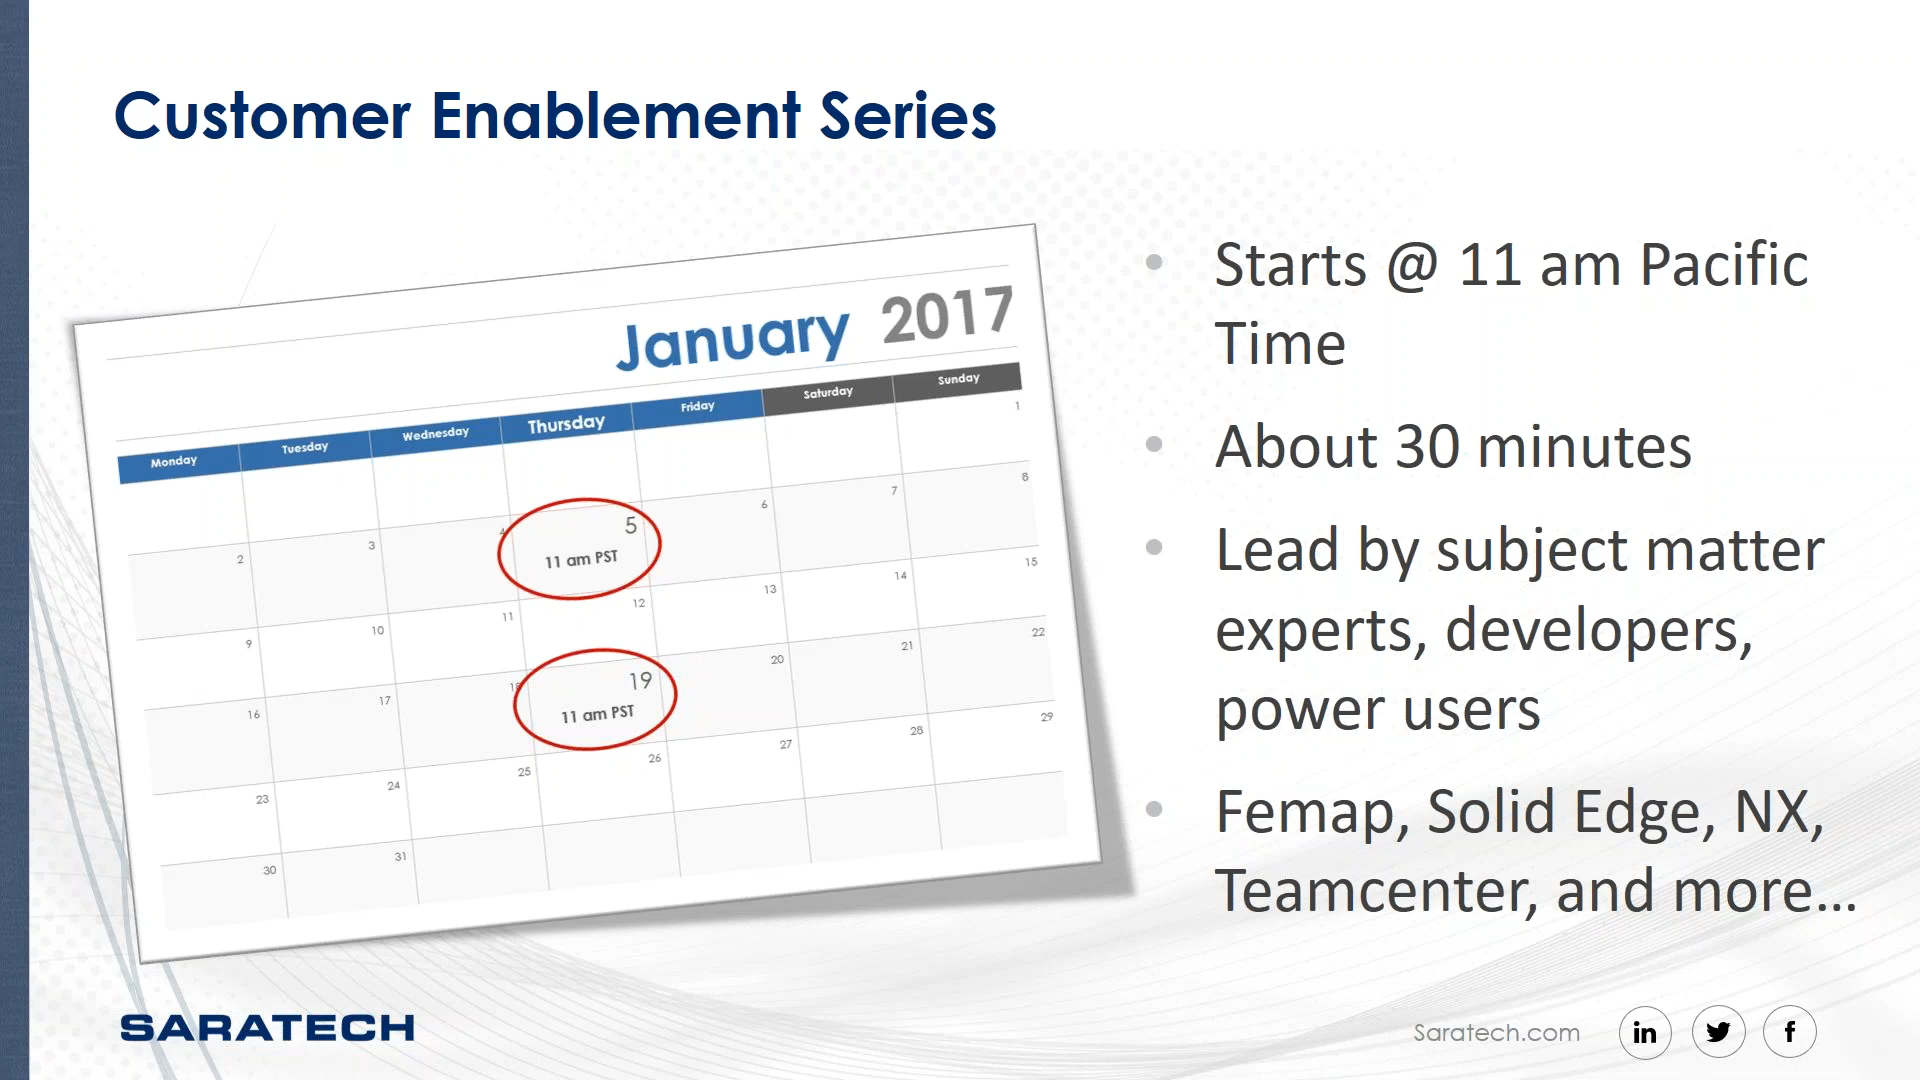 Customer Enablement Series
January 2017
Monday Tuesday Wednesday Thursday Friday Saturday Sunday
1
2 3 4 5 6 7 8
11 am PST
9 10 11 12 13 14 15
16 17 18 19 20 21 22
11 am PST
23 24 25 26 27 28 29
30 31
• Starts @ 11 am Pacific
Time
• About 30 minutes
• Lead by subject matter
experts, developers,
power users
• Femap, Solid Edge, NX,
Teamcenter, and more...
SARATECH
Saratech.com
in
f